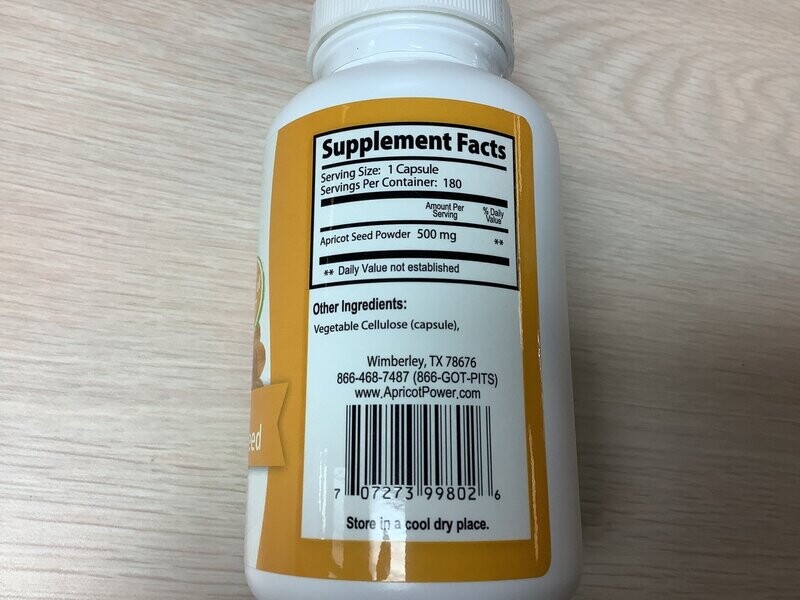 Supplement Facts
Serving Size: 1 Capsule
Servings Per Container: 180
Amount Per Serving
% Daily Value
Apricot Seed Powder 500 mg **
** Daily Value not established
Other Ingredients:
Vegetable Cellulose (capsule),
Wimberley, TX 78676
866-468-7487 (866-GOT-PITS)
www.ApricotPower.com
7 07273 99802 6
Store in a cool dry place.